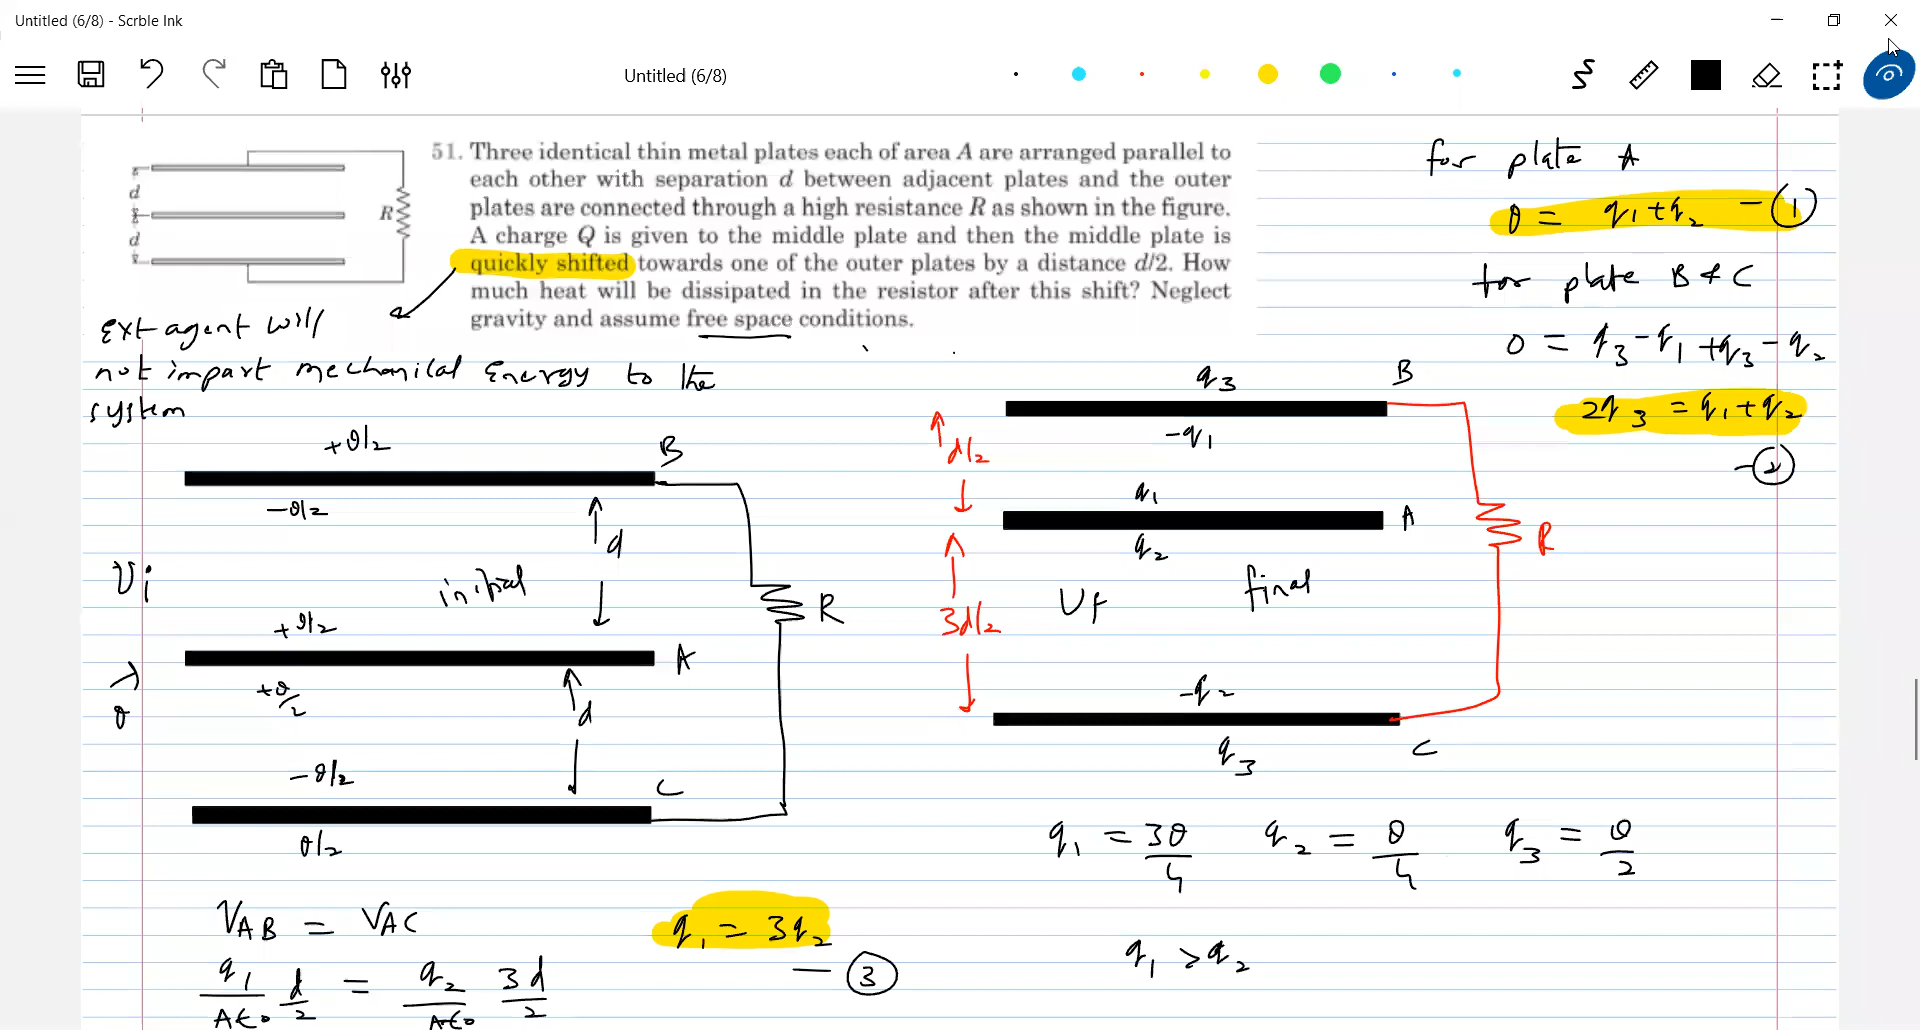 Untitled (6/8) - Scrble Ink
Untitled (6/8)
d
d
R
51. Three identical thin metal plates each of area A are arranged parallel to
each other with separation d between adjacent plates and the outer
plates are connected through a high resistance R as shown in the figure.
A charge Q is given to the middle plate and then the middle plate is
quickly shifted towards one of the outer plates by a distance d/2. How
much heat will be dissipated in the resistor after this shift? Neglect
gravity and assume free space conditions.
for plate A
Q = q1+q2 - (1)
for plate B & C
0 = q3-q1 +q3-q2
2q3 = q1+q2
- (2)
Ext agent will
not impart mechanical Energy to the
system
+Q/2
B
-Q/2
d
Ui
initial
R
+Q/2
A
+Q/2
Q
d
-Q/2
C
Q/2
q3
B
-q1
d/2
q1
A
q2
R
3d/2
Uf
final
-q2
q3
C
q1 = 3Q/4 q2 = Q/4 q3 = Q/2
VAB = VAC
q1 = 3q2
- (3)
q1 > q2
q1/A∈0 d/2 = q2/A∈0 3d/2